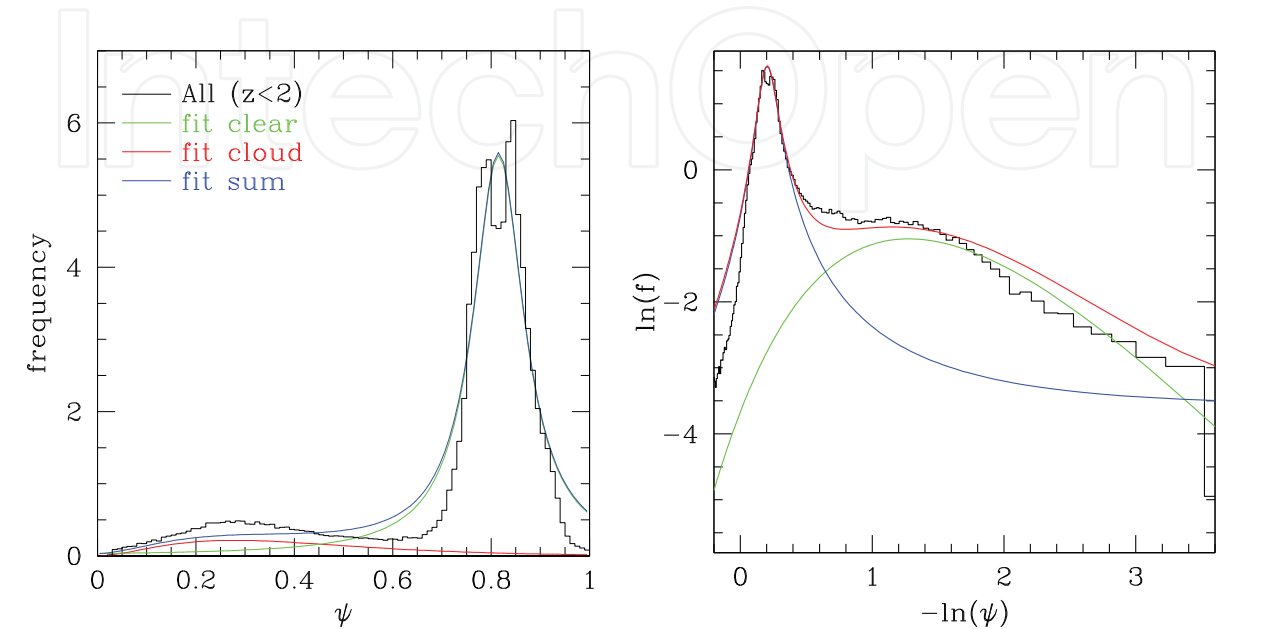 IntechOpen
All (z<2)
fit clear
fit cloud
fit sum
frequency
6
4
2
0
0 0.2 0.4 0.6 0.8 1
ψ
ln(f)
0
−2
−4
0 1 2 3
−ln(ψ)